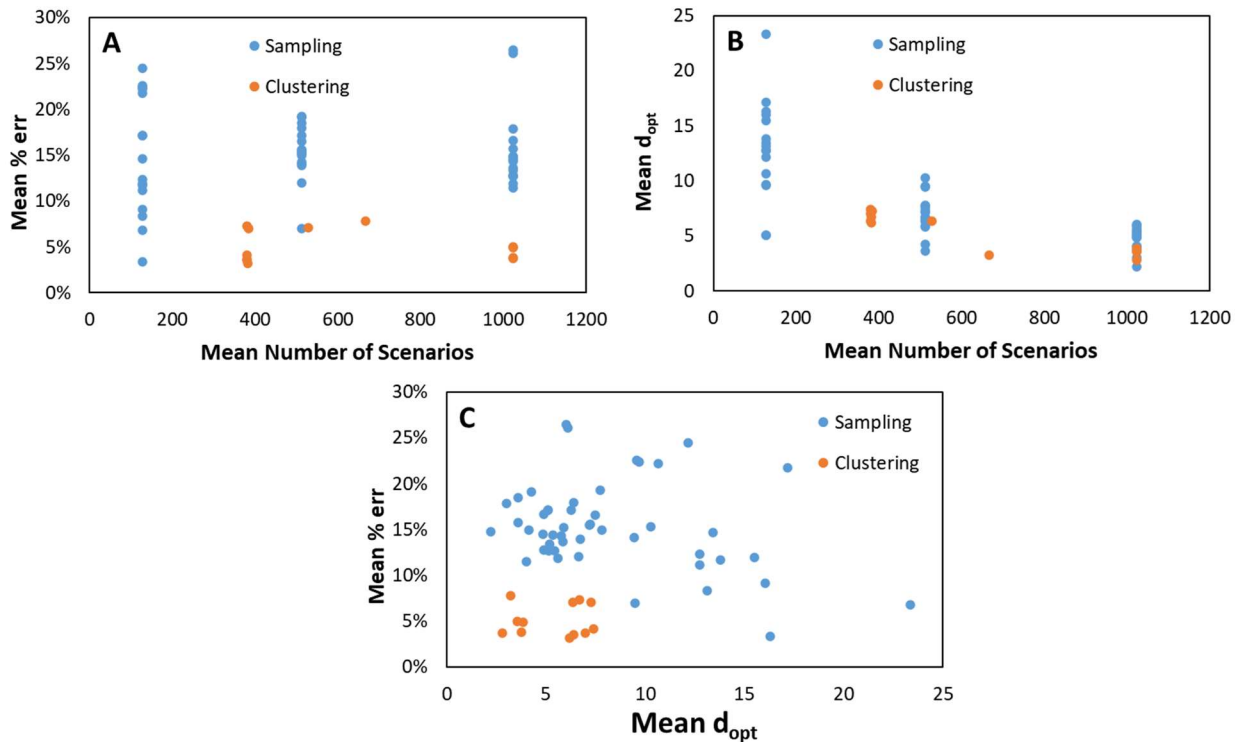 A
Sampling
Clustering
30%
25%
20%
15%
10%
5%
0%
Mean % err
0 200 400 600 800 1000 1200
Mean Number of Scenarios
B
Sampling
Clustering
25
20
15
10
5
0
Mean dopt
0 200 400 600 800 1000 1200
Mean Number of Scenarios
C
Sampling
Clustering
30%
25%
20%
15%
10%
5%
0%
Mean % err
0 5 10 15 20 25
Mean dopt